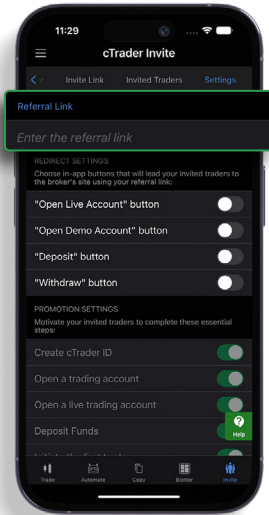 11:29
cTrader Invite
Invite Link Invited Traders Settings
Referral Link
Enter the referral link
REDIRECT SETTINGS
Choose in-app buttons that will lead your invited traders to
the broker's site using your referral link:
"Open Live Account" button
"Open Demo Account" button
"Deposit" button
"Withdraw" button
PROMOTION SETTINGS
Motivate your invited traders to complete these essential
steps:
Create cTrader ID
Open a trading account
Open a live trading account
Deposit Funds
Help
Trade Automate Copy Blotter Invite